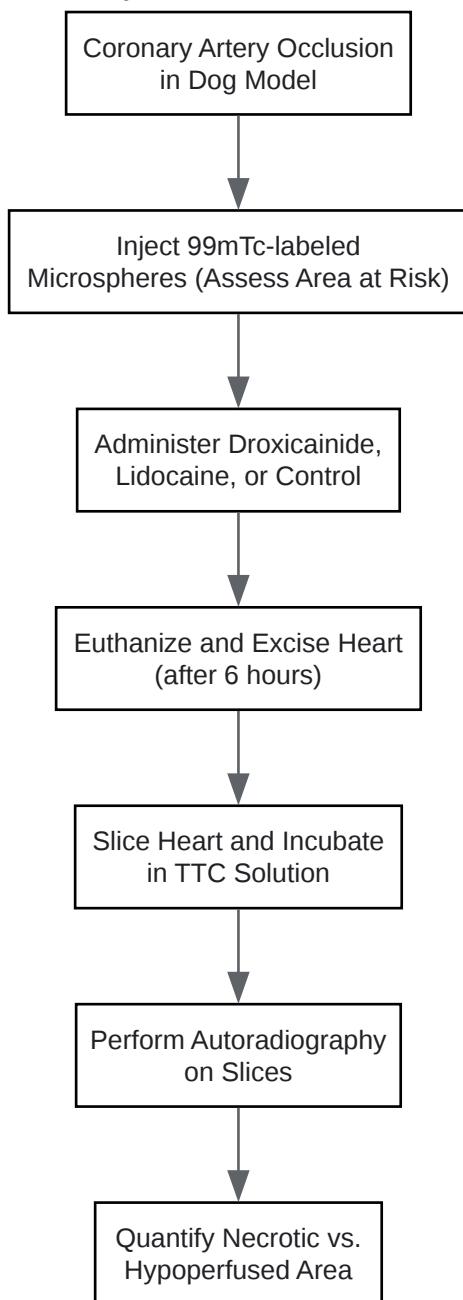 Coronary Artery Occlusion
in Dog Model
Inject 99mTc-labeled
Microspheres (Assess Area at Risk)
Administer Droxicainide,
Lidocaine, or Control
Euthanize and Excise Heart
(after 6 hours)
Slice Heart and Incubate
in TTC Solution
Perform Autoradiography
on Slices
Quantify Necrotic vs.
Hypoperfused Area